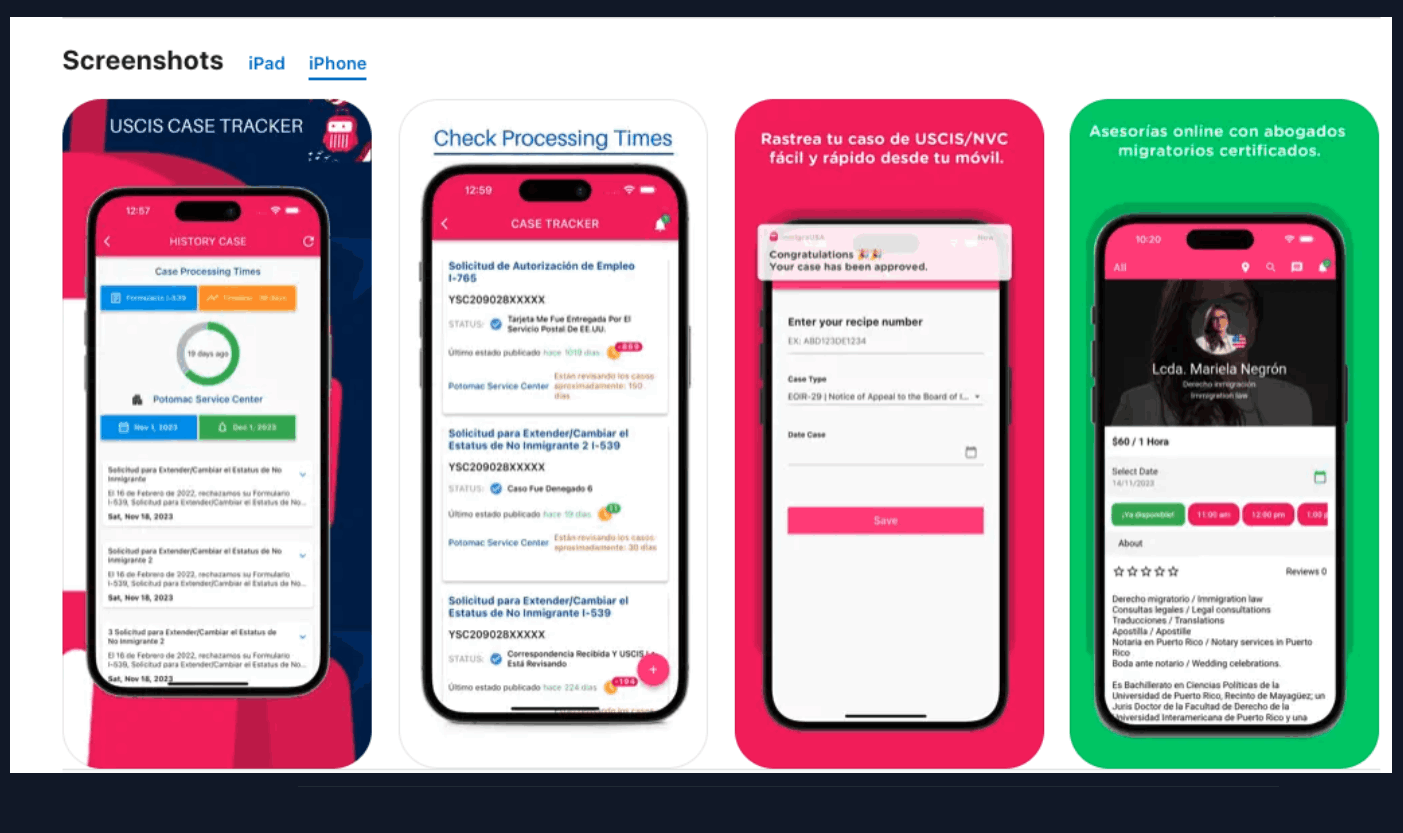 Screenshots iPad iPhone
USCIS CASE TRACKER
12:57
HISTORY CASE
Case Processing Times
Formulario I-539
19 days ago
Potomac Service Center
Nov 1, 2023 Dec 1, 2023
Solicitud para Extender/Cambiar el Estatus de No
Inmigrante
El 16 de Febrero de 2022, rechazamos su Formulario
I-539, Solicitud para Extender/Cambiar el Estatus de No...
Sat, Nov 18, 2023
Solicitud para Extender/Cambiar el Estatus de No
Inmigrante 2
El 16 de Febrero de 2022, rechazamos su Formulario
I-539, Solicitud para Extender/Cambiar el Estatus de No...
Sat, Nov 18, 2023
3 Solicitud para Extender/Cambiar el Estatus de
No Inmigrante 2
El 16 de Febrero de 2022, rechazamos su Formulario
I-539, Solicitud para Extender/Cambiar el Estatus de No...
Sat, Nov 18, 2023
Check Processing Times
12:59
CASE TRACKER
Solicitud de Autorización de Empleo
I-765
YSC209028XXXXX
STATUS: Tarjeta Me Fue Entregada Por El
Servicio Postal De EE.UU.
Último estado publicado hace 1019 días -869
Potomac Service Center Están revisando los casos
aproximadamente: 150
días
Solicitud para Extender/Cambiar el
Estatus de No Inmigrante 2 I-539
YSC209028XXXXX
STATUS: Caso Fue Denegado 6
Último estado publicado hace 19 días 11
Potomac Service Center Están revisando los casos
aproximadamente: 30 días
Solicitud para Extender/Cambiar el
Estatus de No Inmigrante I-539
YSC209028XXXXX
STATUS: Correspondencia Recibida Y USCIS La
Está Revisando
+
Último estado publicado hace 224 días -194
Están revisando los casos
Rastrea tu caso de USCIS/NVC
fácil y rápido desde tu móvil.
ImmigroUSA Now
Congratulations 🎉🎉
Your case has been approved.
Enter your recipe number
EX: ABD123DE1234
Case Type
EOIR-29 | Notice of Appeal to the Board of I...
Date Case
Save
Asesorías online con abogados
migratorios certificados.
10:20
All
Lcda. Mariela Negrón
Derecho inmigración
Immigration law
$60 / 1 Hora
Select Date
14/11/2023
¡Ya disponible! 11:00 am 12:00 pm 1:00 p
About
☆☆☆☆☆ Reviews 0
Derecho migratorio / Immigration law
Consultas legales / Legal consultations
Traducciones / Translations
Apostilla / Apostille
Notaria en Puerto Rico / Notary services in Puerto
Rico
Boda ante notario / Wedding celebrations.
Es Bachillerato en Ciencias Políticas de la
Universidad de Puerto Rico, Recinto de Mayagüez; un
Juris Doctor de la Facultad de Derecho de la
Universidad Interamericana de Puerto Rico y una